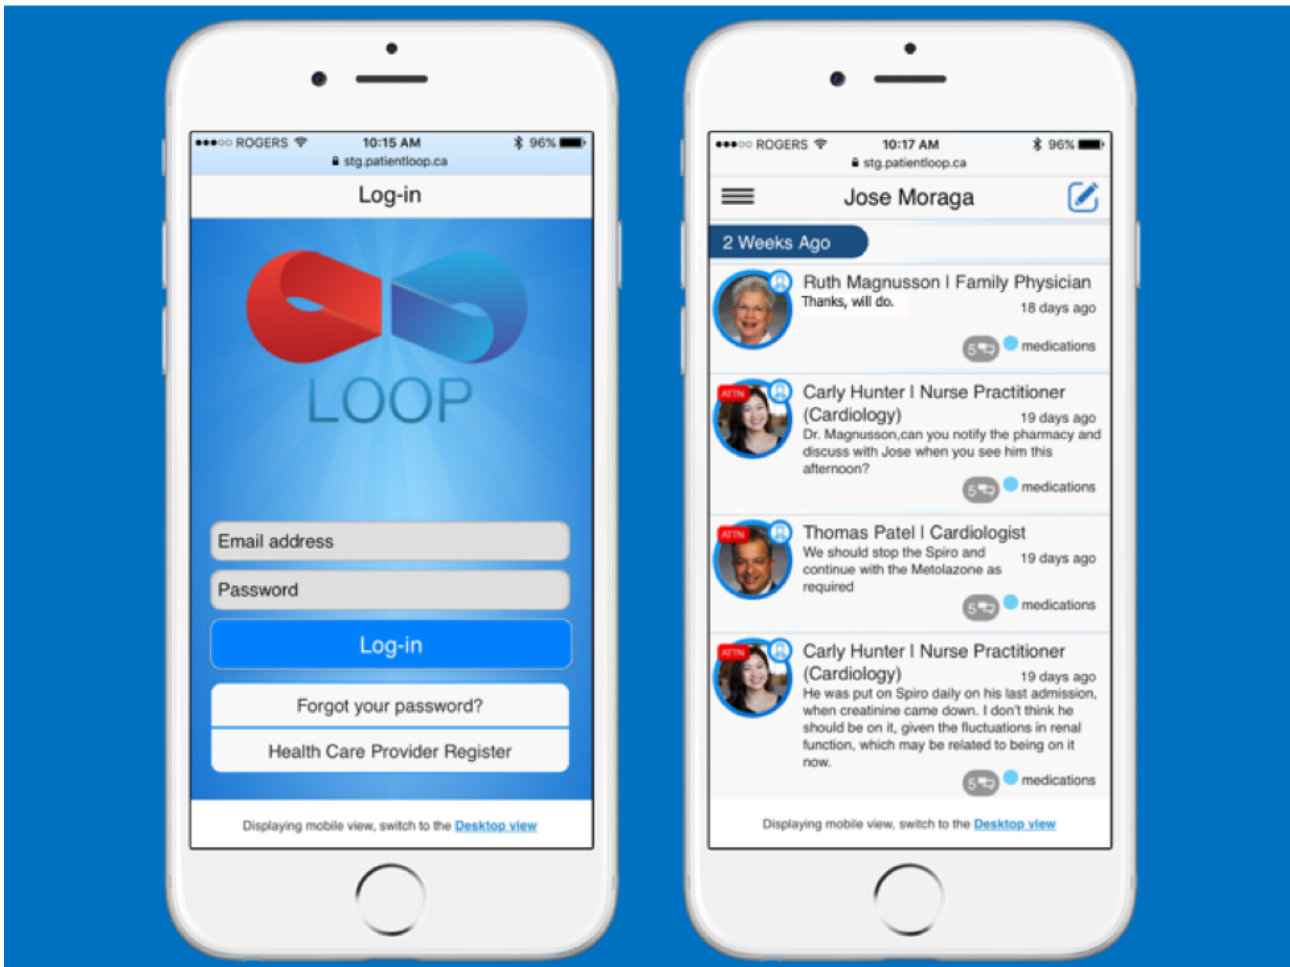 ●●●○○ ROGERS 10:15 AM 96%
stg.patientloop.ca
Log-in
LOOP
Email address
Password
Log-in
Forgot your password?
Health Care Provider Register
Displaying mobile view, switch to the Desktop view
●●●○○ ROGERS 10:17 AM 96%
stg.patientloop.ca
Jose Moraga
2 Weeks Ago
Ruth Magnusson | Family Physician
Thanks, will do.
18 days ago
5
medications
ATTN
Carly Hunter | Nurse Practitioner
(Cardiology)
19 days ago
Dr. Magnusson,can you notify the pharmacy and
discuss with Jose when you see him this
afternoon?
5
medications
ATTN
Thomas Patel | Cardiologist
We should stop the Spiro and
19 days ago
continue with the Metolazone as
required
5
medications
ATTN
Carly Hunter | Nurse Practitioner
(Cardiology)
19 days ago
He was put on Spiro daily on his last admission,
when creatinine came down. I don't think he
should be on it, given the fluctuations in renal
function, which may be related to being on it
now.
5
medications
Displaying mobile view, switch to the Desktop view